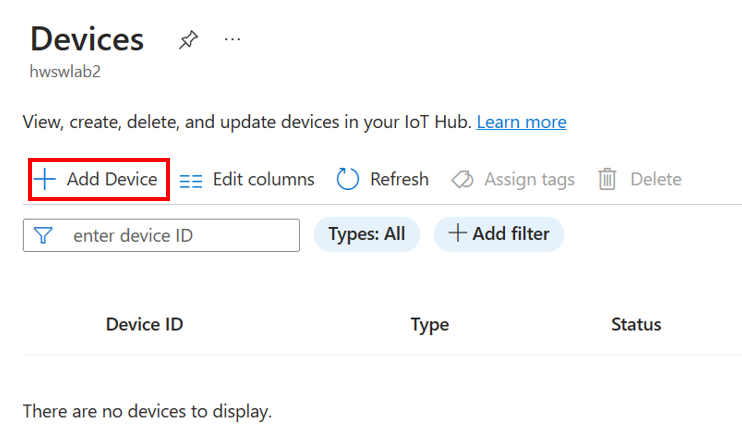 Devices
hwswlab2
View, create, delete, and update devices in your IoT Hub. Learn more
Add Device Edit columns Refresh Assign tags Delete
enter device ID Types: All Add filter
Device ID Type Status
There are no devices to display.